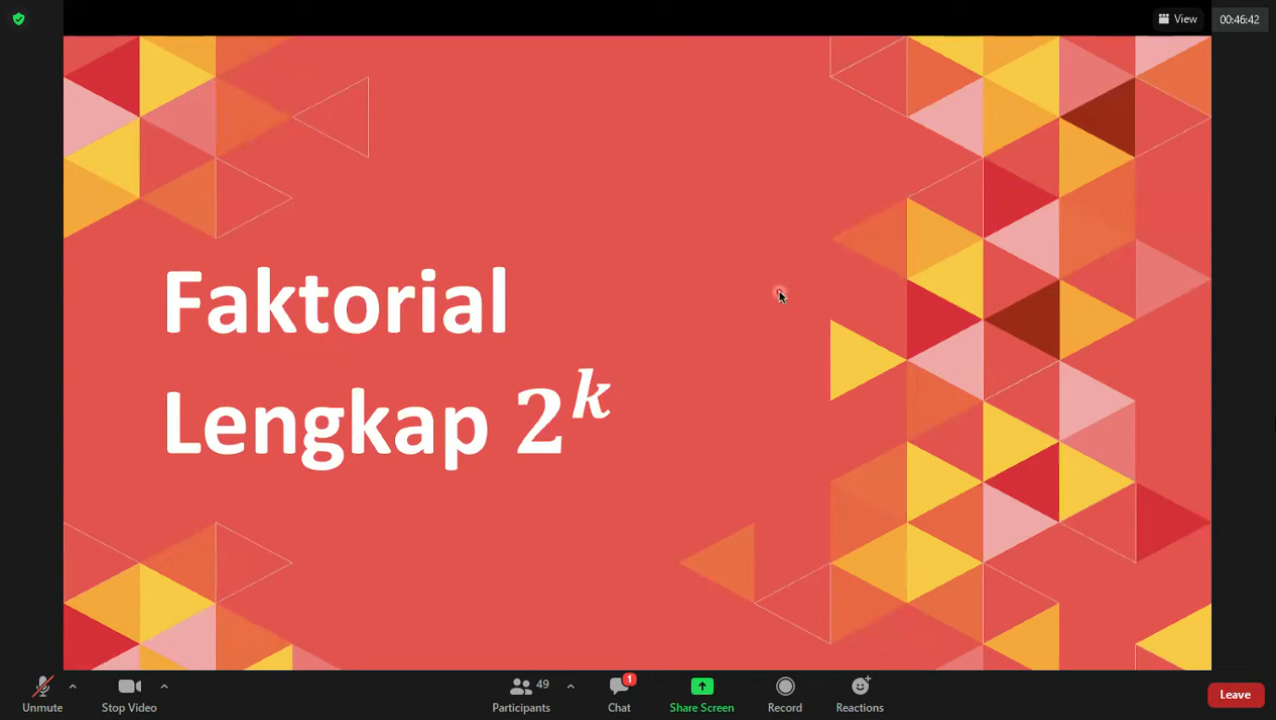 View
00:46:42
Faktorial
Lengkap 2^k
49
1
Unmute
Stop Video
Participants
Chat
Share Screen
Record
Reactions
Leave